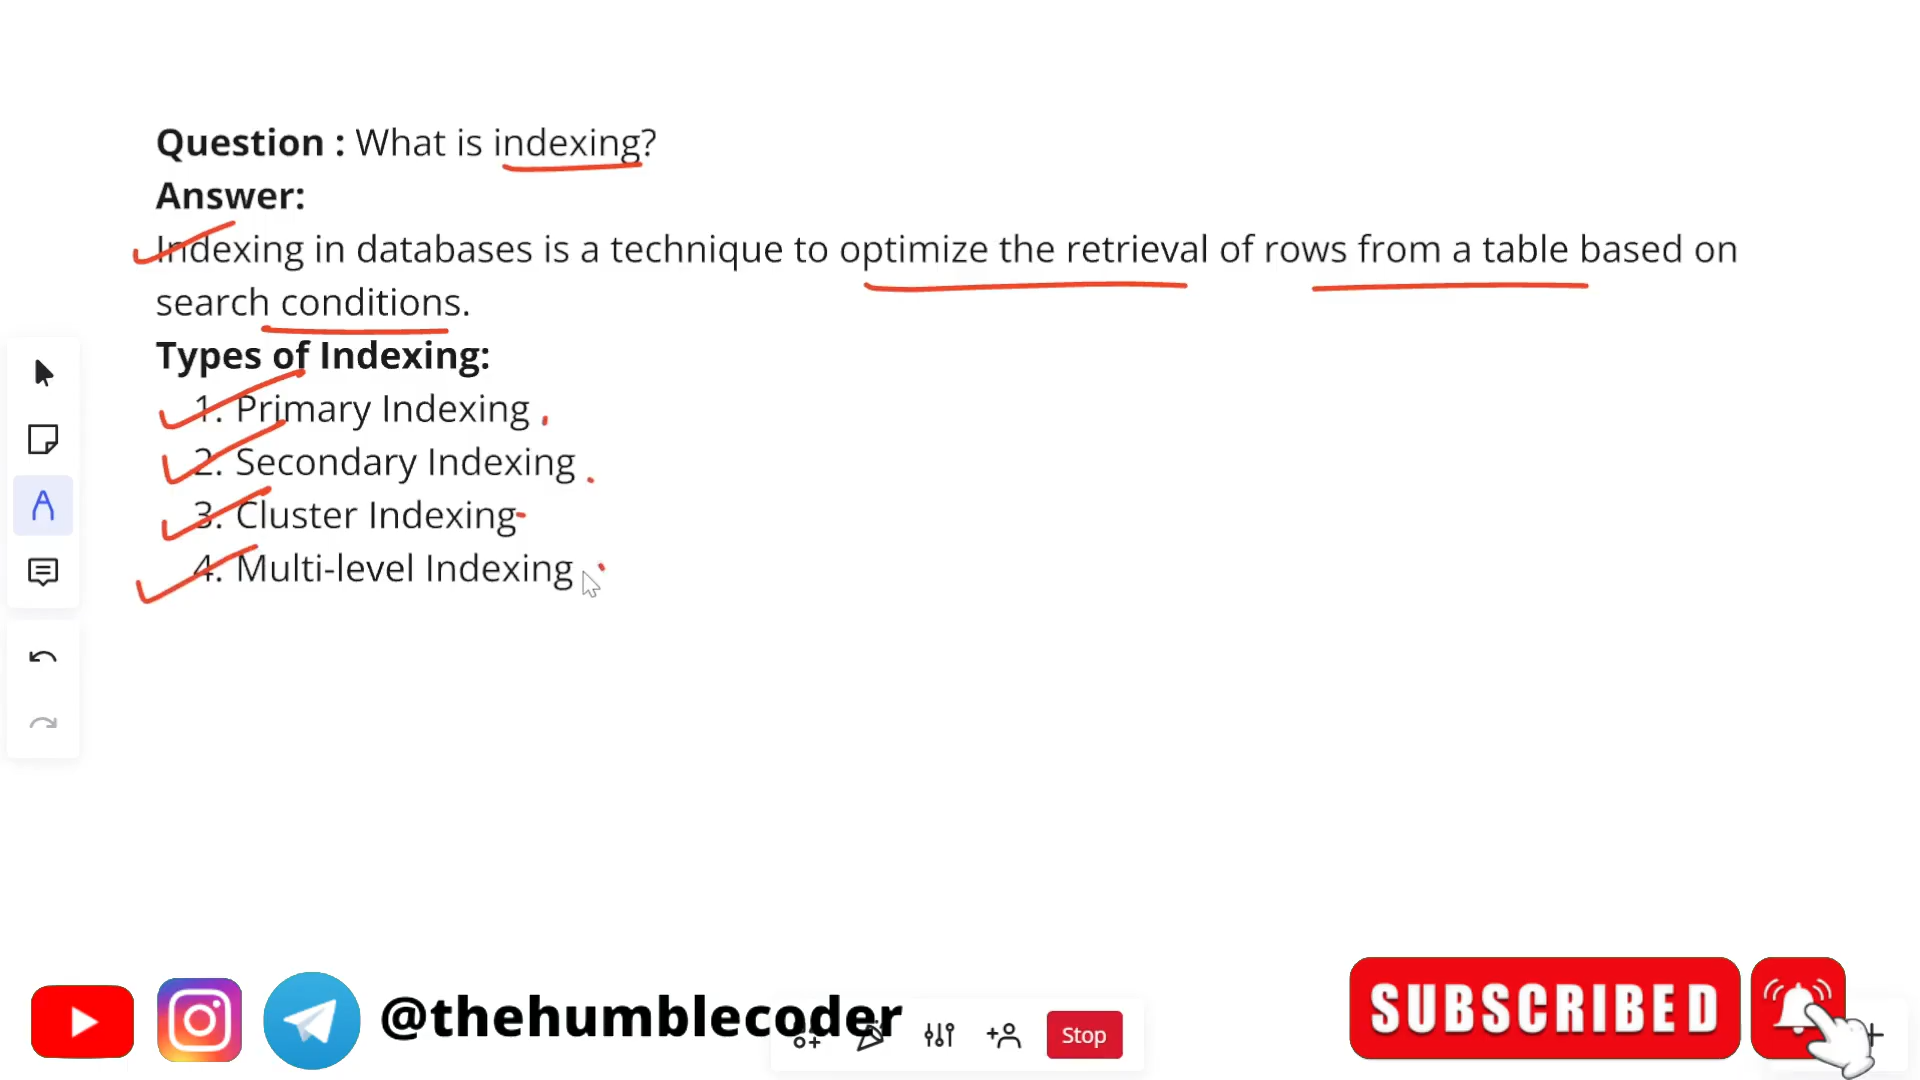 Question : What is indexing?
Answer:
Indexing in databases is a technique to optimize the retrieval of rows from a table based on
search conditions.
Types of Indexing:
1. Primary Indexing
2. Secondary Indexing
3. Cluster Indexing
4. Multi-level Indexing
@thehumblecoder
Stop
SUBSCRIBED